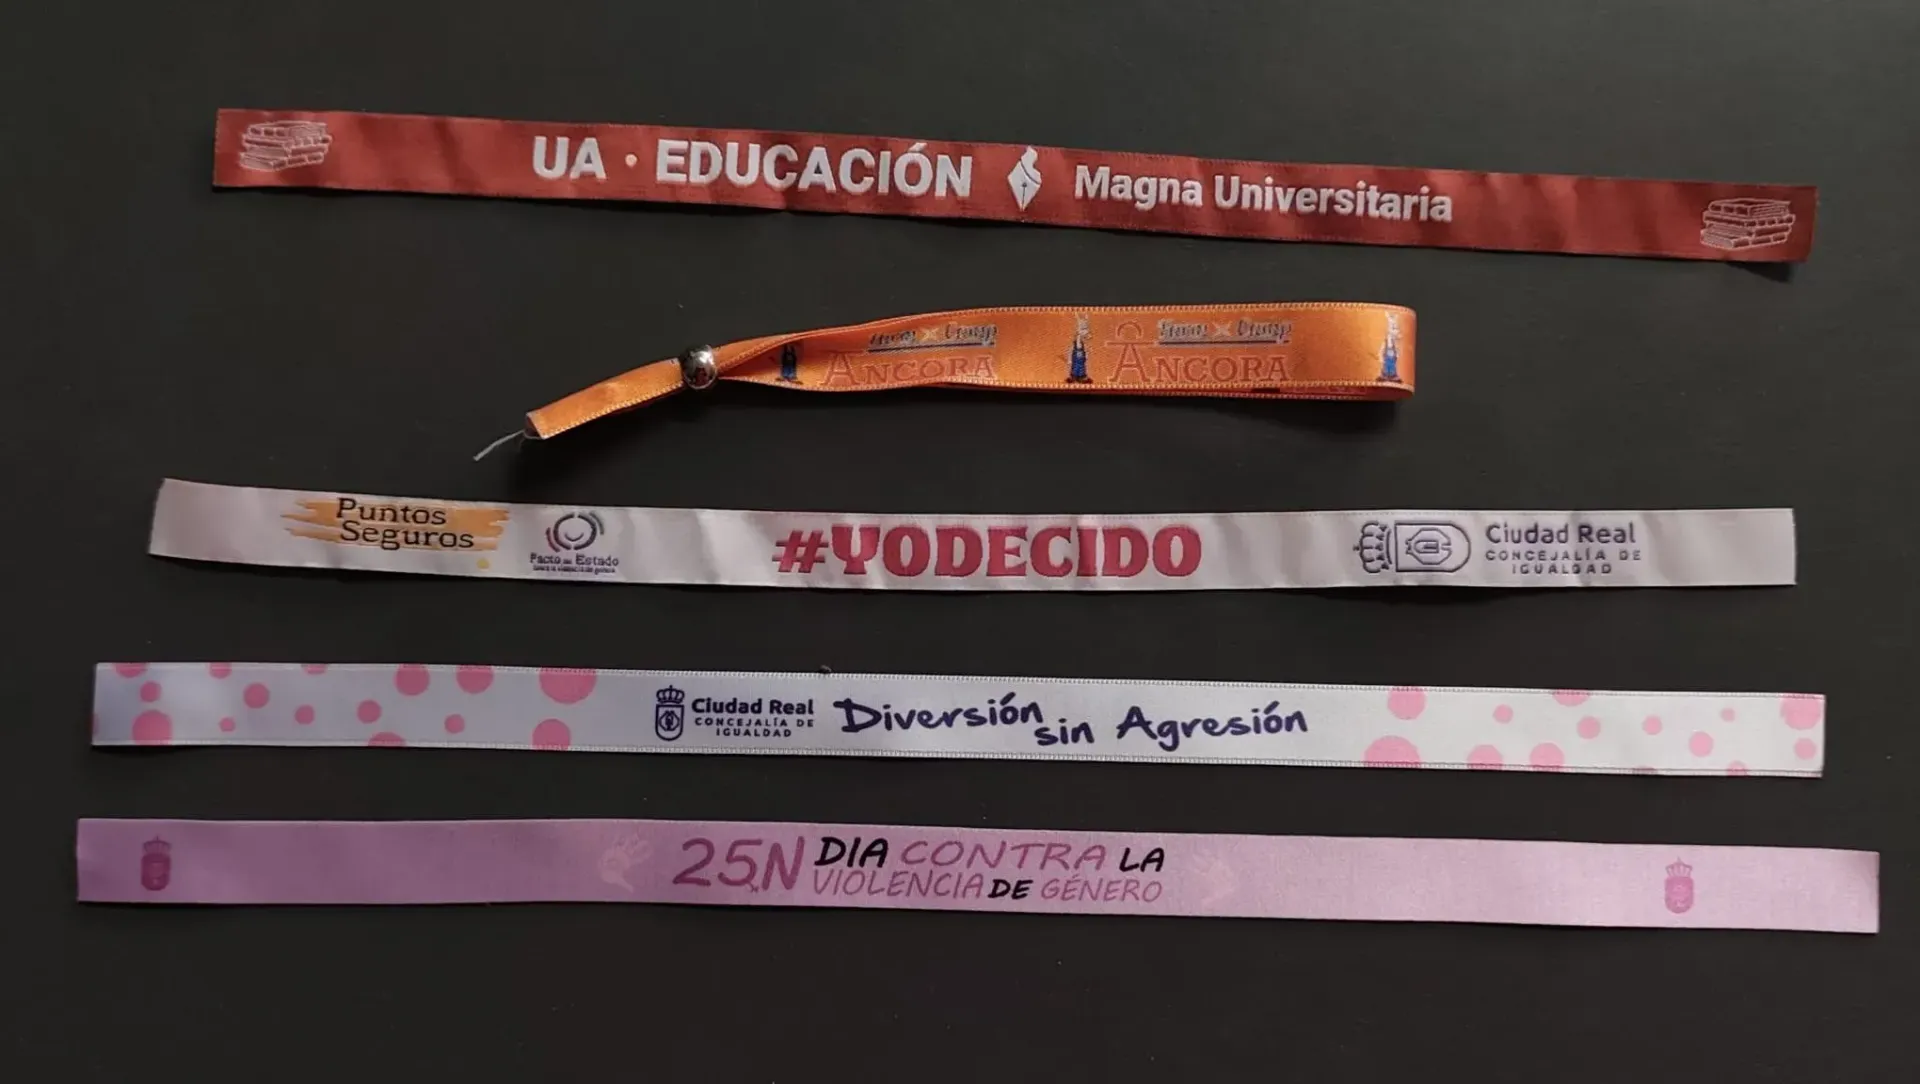 UA · EDUCACIÓN Magna Universitaria
ANCORA ANCORA
Puntos
Seguros
Pacto de Estado
#YODECIDO
Ciudad Real
CONCEJALÍA DE
IGUALDAD
Ciudad Real
CONCEJALÍA DE
IGUALDAD
Diversión
sin Agresión
25N DIA CONTRA LA
VIOLENCIA DE GÉNERO